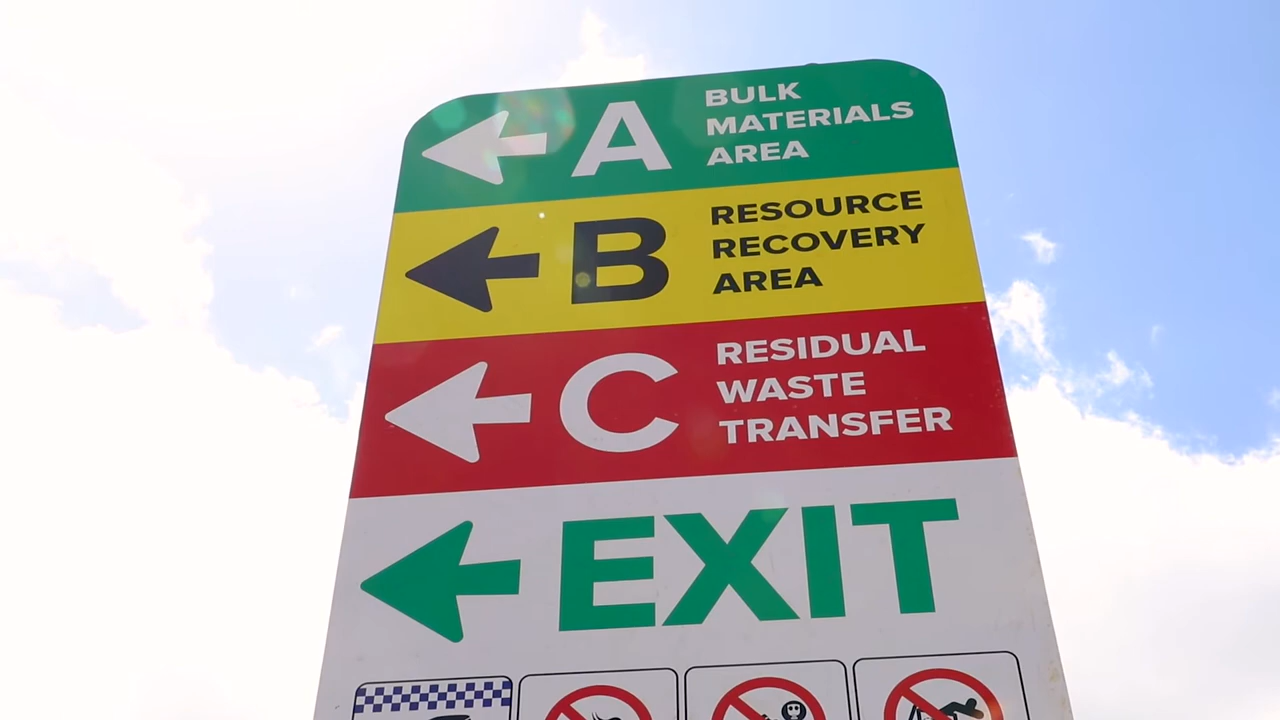 A
BULK
MATERIALS
AREA
B
RESOURCE
RECOVERY
AREA
C
RESIDUAL
WASTE
TRANSFER
EXIT